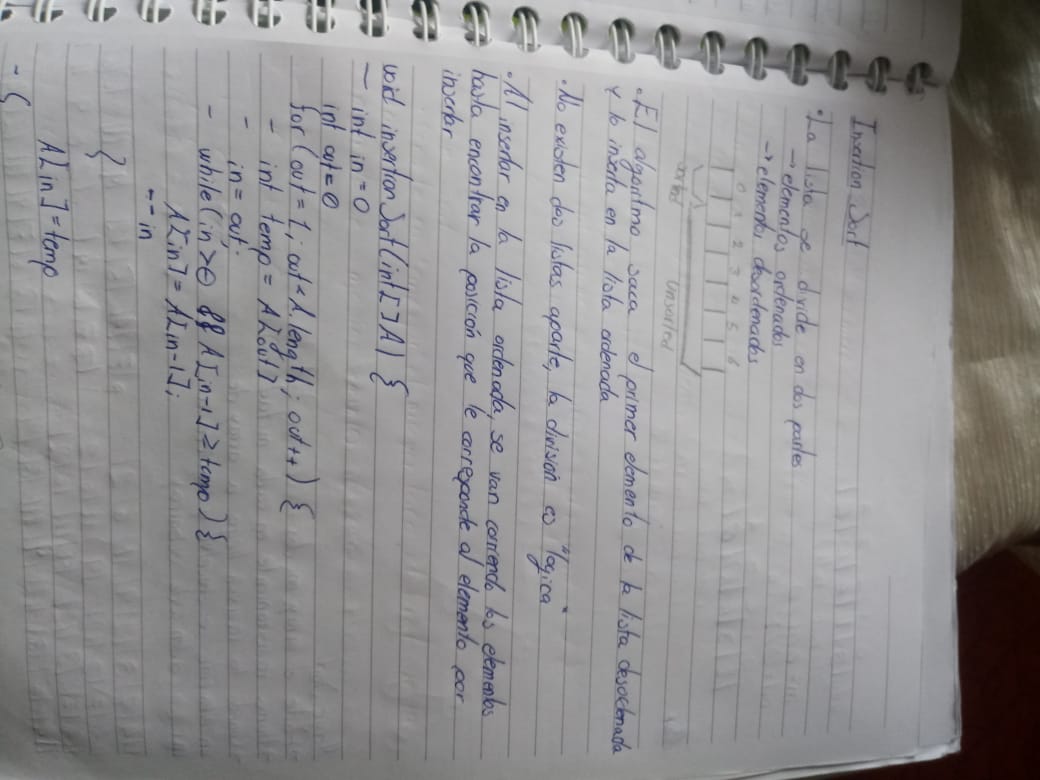 Insertion Sort
• La lista se divide en dos partes
→ elementos ordenados
→ elementos desordenados
0 1 2 3 4 5 6
sorted unsorted
• El algoritmo saca el primer elemento de la lista desordenada
y lo inserta en la lista ordenada
• No existen dos listas aparte, la división es "logica"
• Al insertar en la lista ordenada, se van corriendo los elementos
hasta encontrar la posición que le corresponde al elemento por
insertar
void insertionSort(int[] A) {
- int in = 0
int out = 0
for (out = 1; out < A.length; out++) {
- int temp = A[out]
- in = out;
- while (in > 0 && A[in-1] ≥ temp) {
A[in] = A[in-1];
--in
}
A[in] = temp
- {